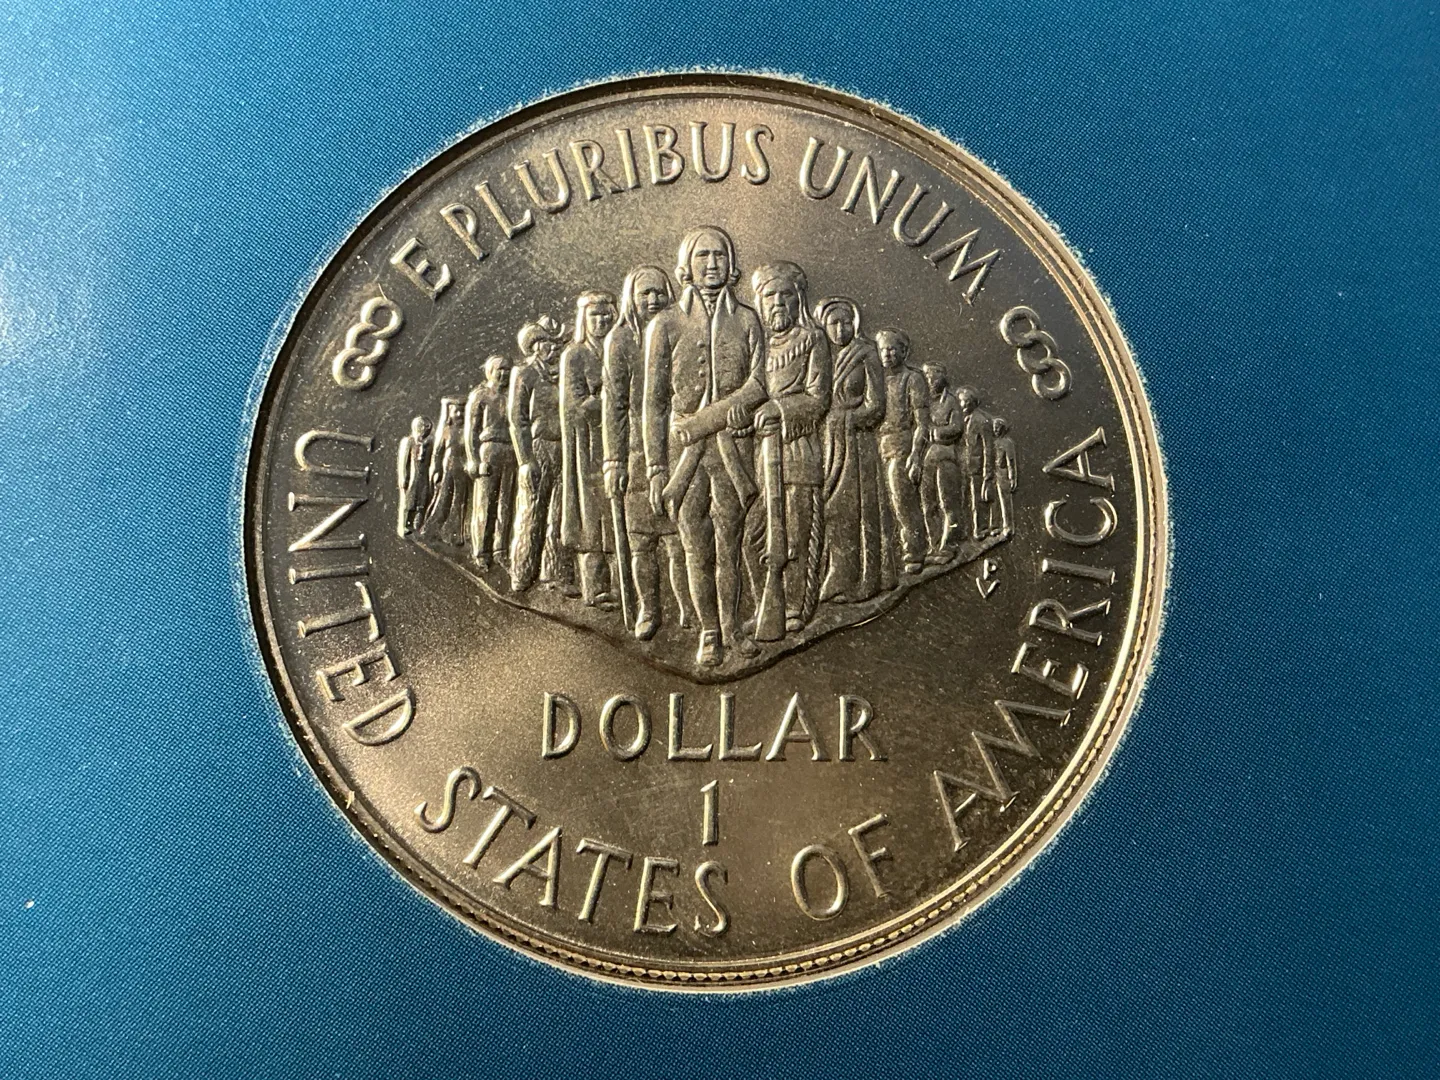 E PLURIBUS UNUM
DOLLAR
1
UNITED STATES OF AMERICA